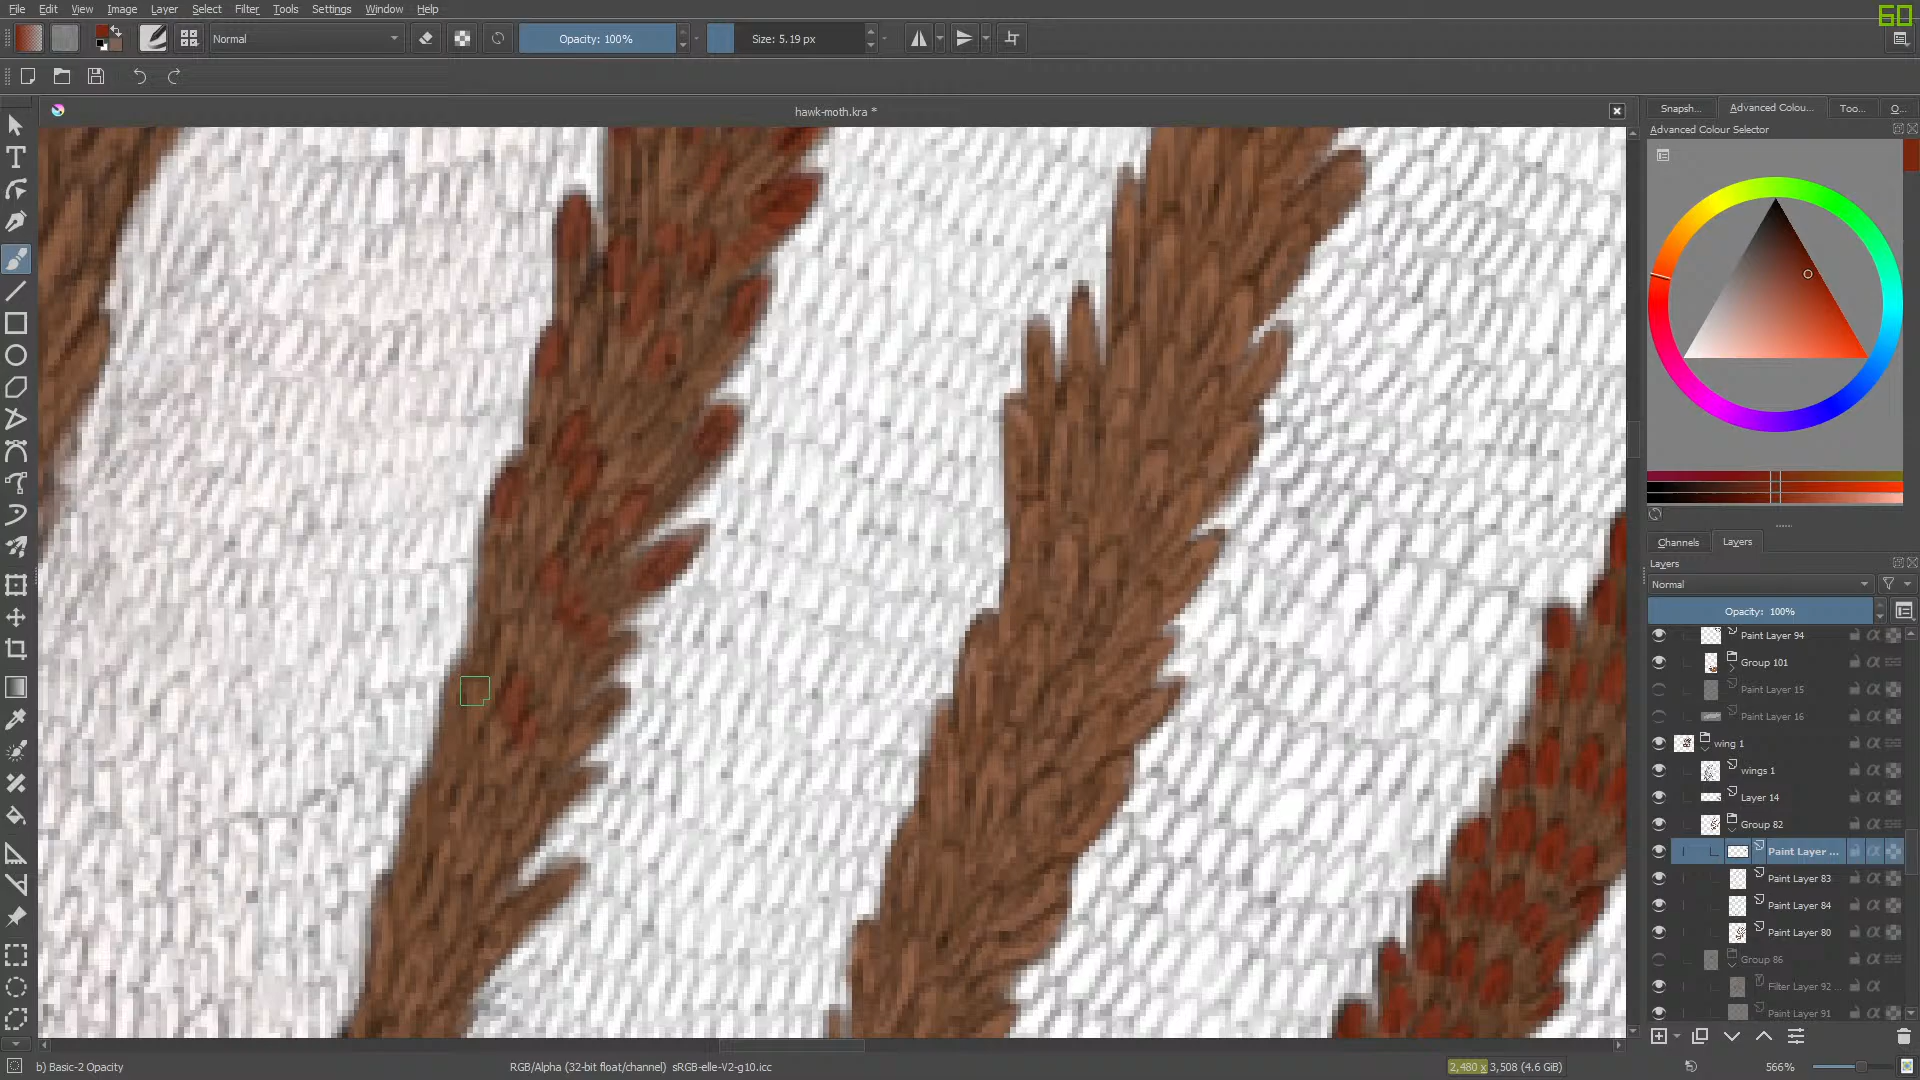 File Edit View Image Layer Select Filter Tools Settings Window Help
60
Normal
Opacity: 100%
Size: 5.19 px
hawk-moth.kra *
Snapsh...
Advanced Colou...
Too...
O...
Advanced Colour Selector
Channels
Layers
Layers
Normal
Opacity: 100%
Paint Layer 94
Group 101
Paint Layer 15
Paint Layer 16
wing 1
wings 1
Layer 14
Group 82
Paint Layer ...
Paint Layer 83
Paint Layer 84
Paint Layer 80
Group 86
Filter Layer 92 ...
Paint Layer 91
b) Basic-2 Opacity
RGB/Alpha (32-bit float/channel) sRGB-elle-V2-g10.icc
2,480 x 3,508 (4.6 GiB)
566%